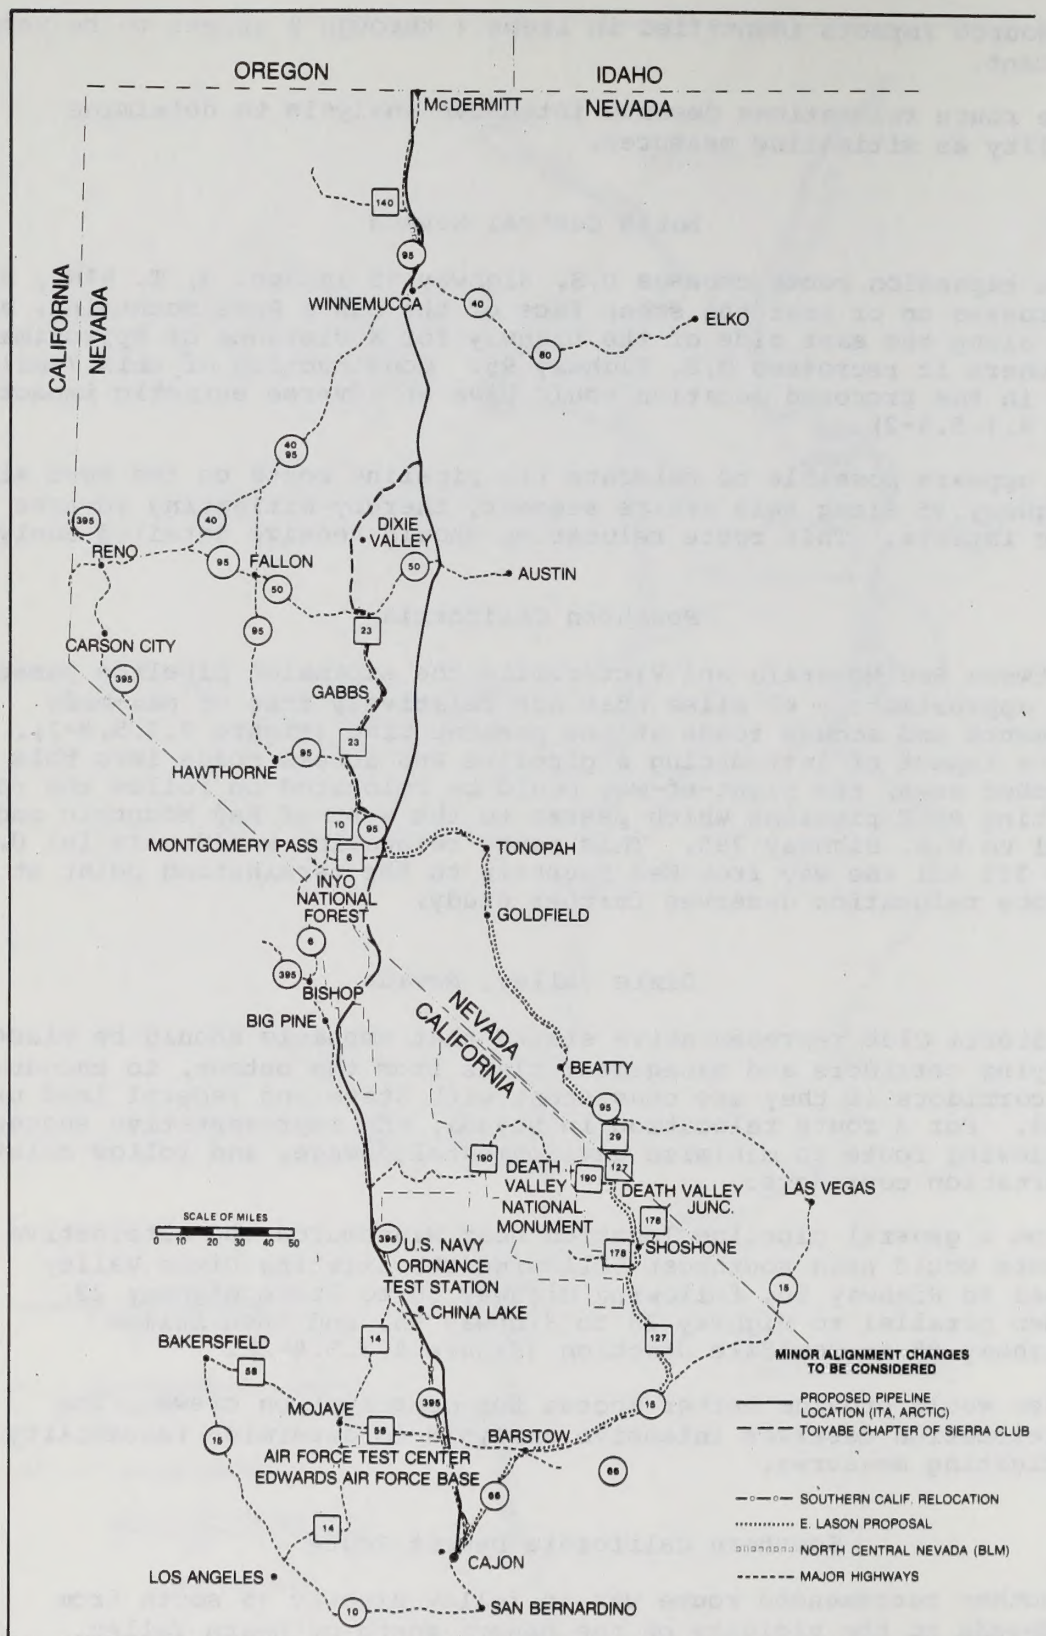 OREGON
IDAHO
McDERMITT
NEVADA
140
95
WINNEMUCCA
40
ELKO
80
CALIFORNIA
NEVADA
40
95
395
40
DIXIE
VALLEY
RENO
95
FALLON
50
AUSTIN
50
23
95
CARSON CITY
395
GABBS
23
95
HAWTHORNE
10
95
MONTGOMERY PASS
6
TONOPAH
INYO
NATIONAL
FOREST
GOLDFIELD
6
395
BISHOP
BIG PINE
NEVADA
CALIFORNIA
BEATTY
95
29
190
127
190
DEATH
VALLEY
NATIONAL
MONUMENT
DEATH VALLEY
JUNC.
LAS VEGAS
178
SCALE OF MILES
0 10 20 30 40 50
395
U.S. NAVY
ORDNANCE
TEST STATION
178
SHOSHONE
15
CHINA LAKE
14
127
BAKERSFIELD
58
MINOR ALIGNMENT CHANGES
TO BE CONSIDERED
395
15
PROPOSED PIPELINE
LOCATION (ITA, ARCTIC)
MOJAVE
58
BARSTOW
TOIYABE CHAPTER OF SIERRA CLUB
15
AIR FORCE TEST CENTER
EDWARDS AIR FORCE BASE
66
66
SOUTHERN CALIF. RELOCATION
14
E. LASON PROPOSAL
CAJON
NORTH CENTRAL NEVADA (BLM)
LOS ANGELES
MAJOR HIGHWAYS
10
SAN BERNARDINO